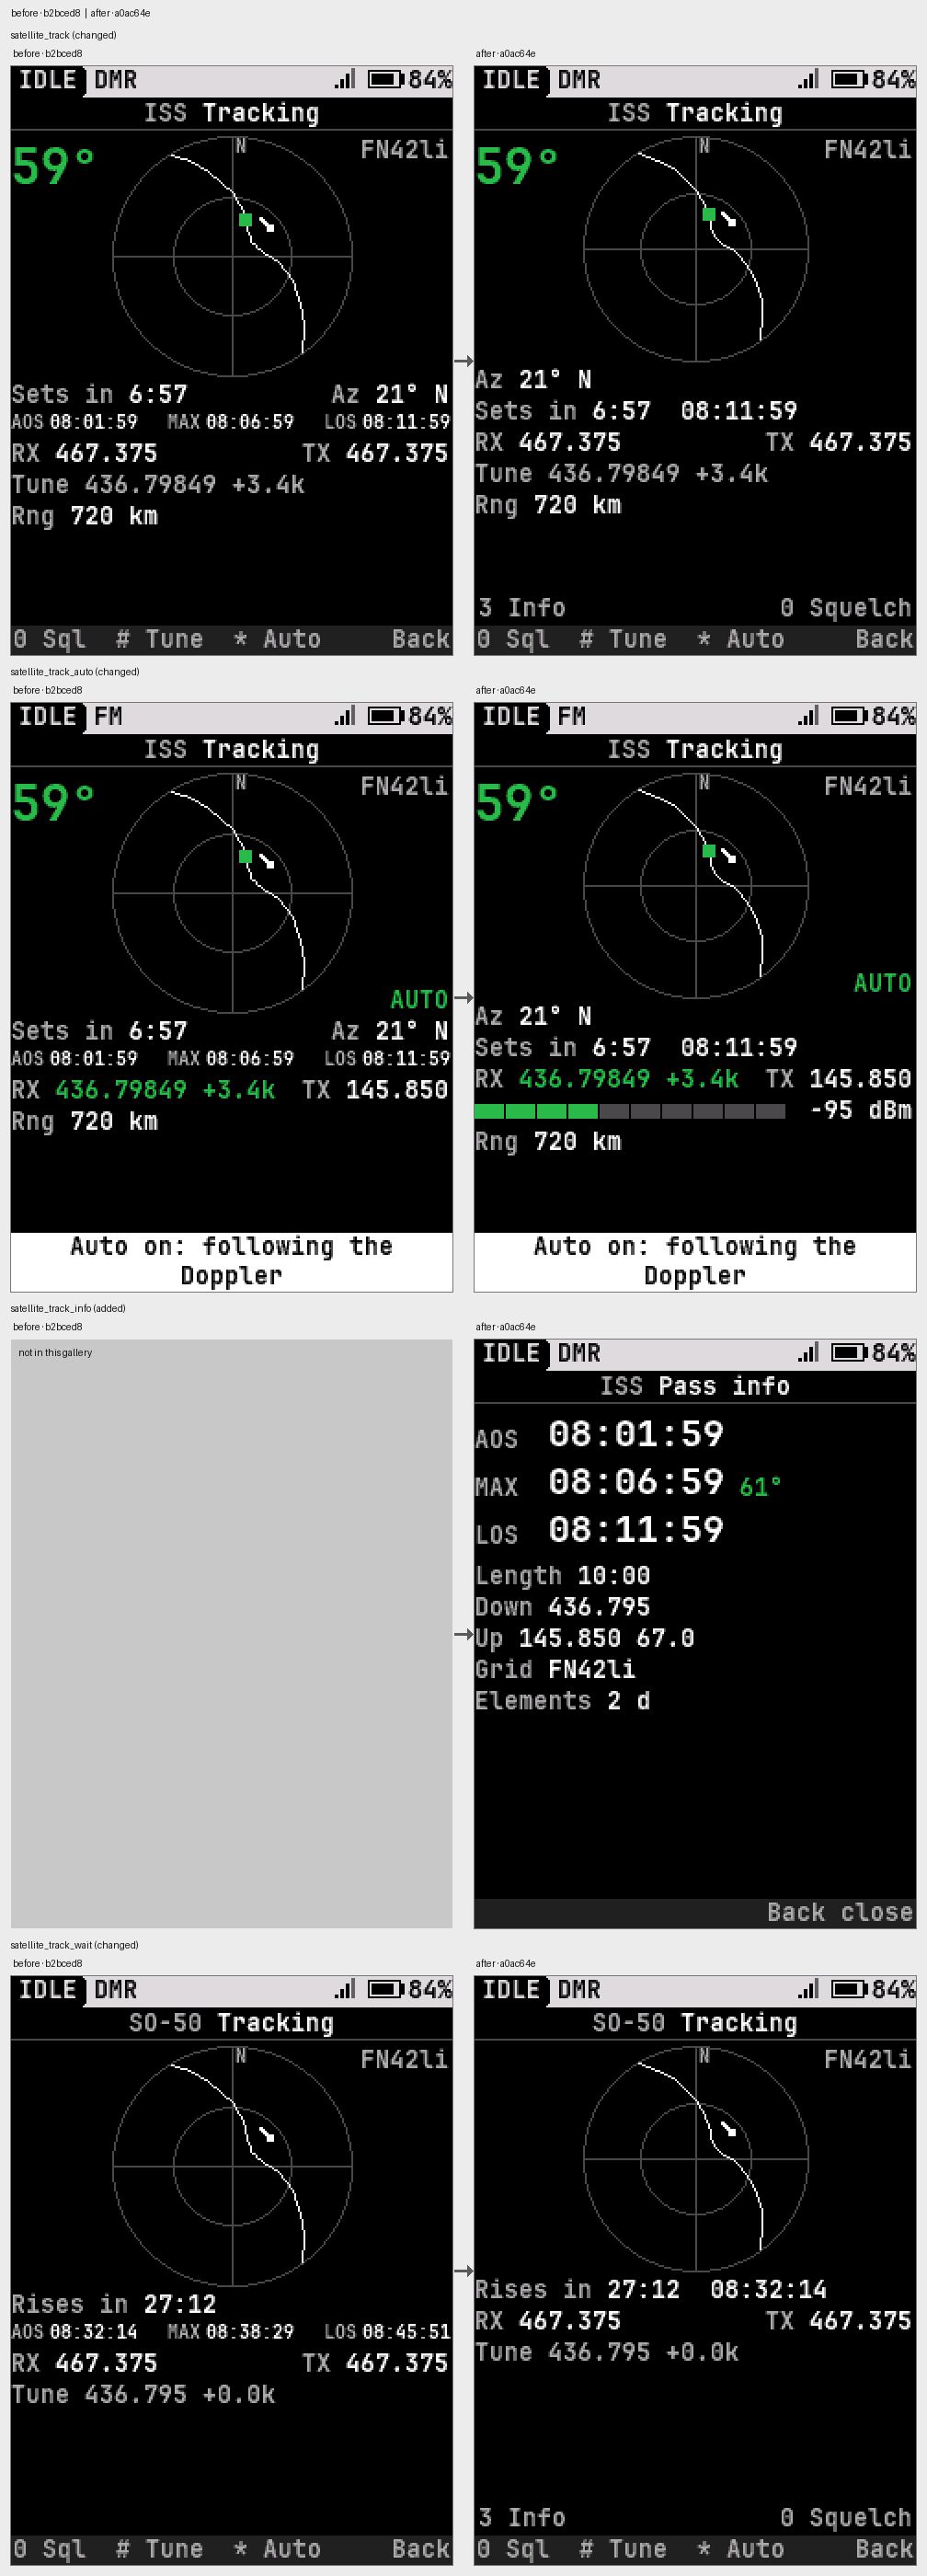 before · b2bced8 | after · a0ac64e
satellite_track (changed)
before · b2bced8
after · a0ac64e
IDLE DMR 84%
ISS Tracking
59° N FN42li
Sets in 6:57 Az 21° N
AOS 08:01:59 MAX 08:06:59 LOS 08:11:59
RX 467.375 TX 467.375
Tune 436.79849 +3.4k
Rng 720 km
0 Sql # Tune * Auto Back
IDLE DMR 84%
ISS Tracking
59° N FN42li
Az 21° N
Sets in 6:57 08:11:59
RX 467.375 TX 467.375
Tune 436.79849 +3.4k
Rng 720 km
3 Info 0 Squelch
0 Sql # Tune * Auto Back
satellite_track_auto (changed)
before · b2bced8
after · a0ac64e
IDLE FM 84%
ISS Tracking
59° N FN42li
AUTO
Sets in 6:57 Az 21° N
AOS 08:01:59 MAX 08:06:59 LOS 08:11:59
RX 436.79849 +3.4k TX 145.850
Rng 720 km
Auto on: following the
Doppler
IDLE FM 84%
ISS Tracking
59° N FN42li
AUTO
Az 21° N
Sets in 6:57 08:11:59
RX 436.79849 +3.4k TX 145.850
-95 dBm
Rng 720 km
Auto on: following the
Doppler
satellite_track_info (added)
before · b2bced8
after · a0ac64e
not in this gallery
IDLE DMR 84%
ISS Pass info
AOS 08:01:59
MAX 08:06:59 61°
LOS 08:11:59
Length 10:00
Down 436.795
Up 145.850 67.0
Grid FN42li
Elements 2 d
Back close
satellite_track_wait (changed)
before · b2bced8
after · a0ac64e
IDLE DMR 84%
SO-50 Tracking
N FN42li
Rises in 27:12
AOS 08:32:14 MAX 08:38:29 LOS 08:45:51
RX 467.375 TX 467.375
Tune 436.795 +0.0k
0 Sql # Tune * Auto Back
IDLE DMR 84%
SO-50 Tracking
N FN42li
Rises in 27:12 08:32:14
RX 467.375 TX 467.375
Tune 436.795 +0.0k
3 Info 0 Squelch
0 Sql # Tune * Auto Back